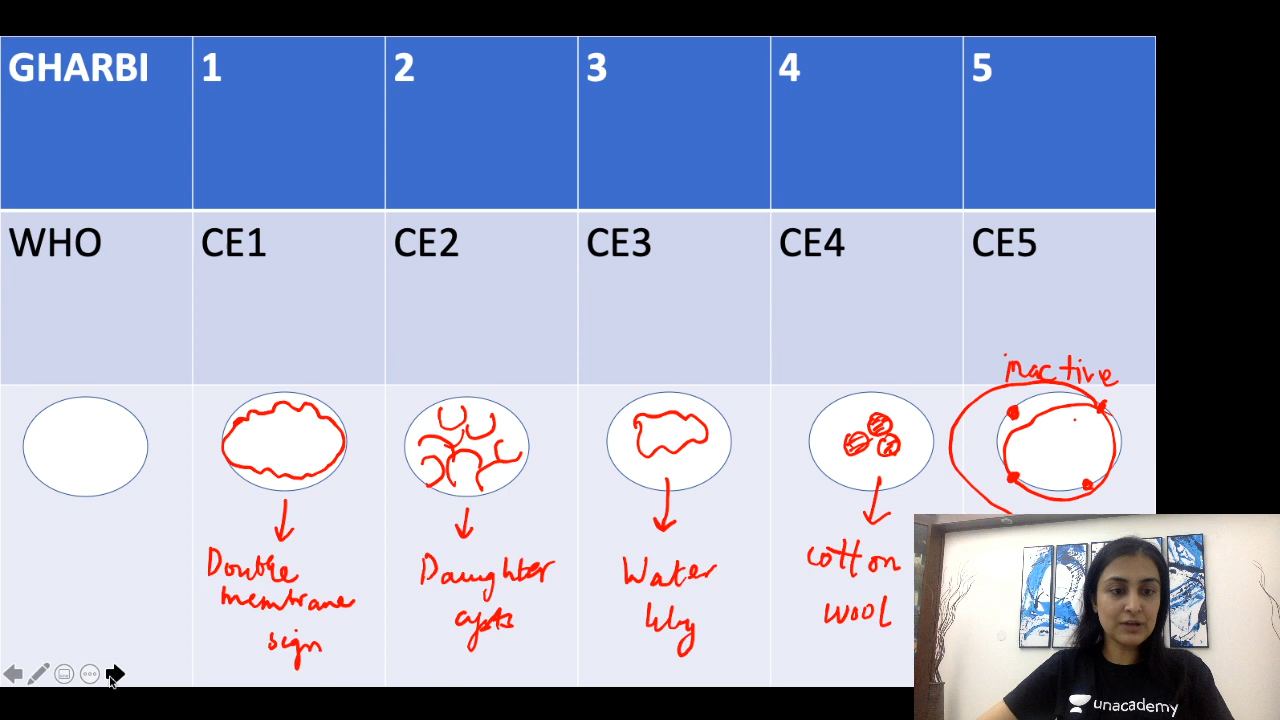 GHARBI 1 2 3 4 5
WHO CE1 CE2 CE3 CE4 CE5
inactive
Double
membrane
sign
Daughter
cysts
Water
lily
cotton
wool
unacademy